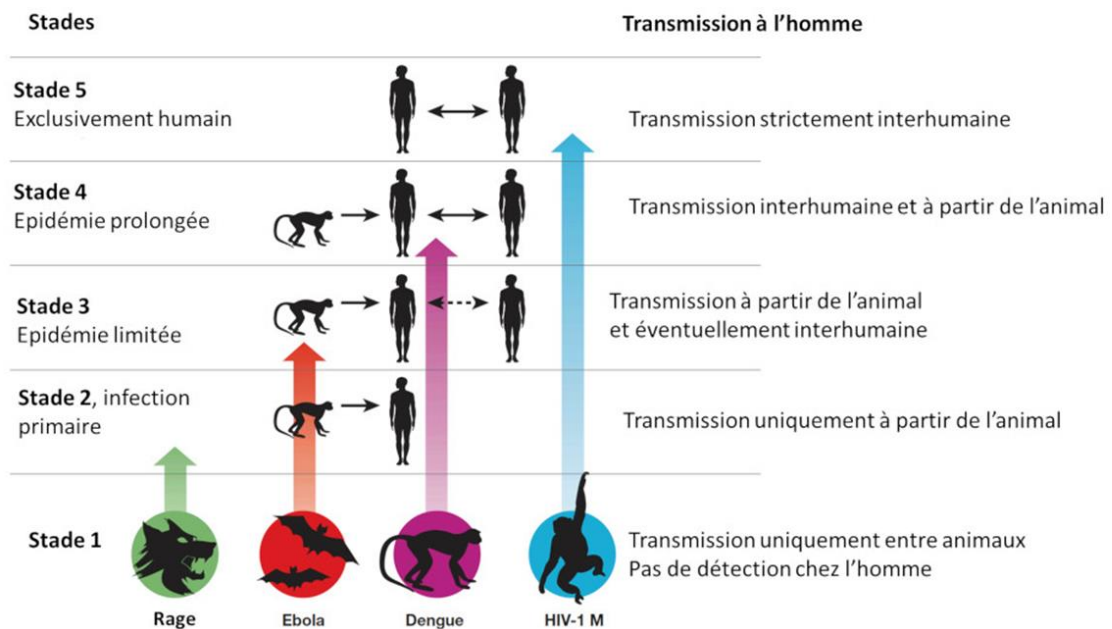 Stades
Transmission à l'homme
Stade 5
Exclusivement humain
Transmission strictement interhumaine
Stade 4
Epidémie prolongée
Transmission interhumaine et à partir de l'animal
Stade 3
Epidémie limitée
Transmission à partir de l'animal
et éventuellement interhumaine
Stade 2, infection
primaire
Transmission uniquement à partir de l'animal
Stade 1
Transmission uniquement entre animaux
Pas de détection chez l'homme
Rage
Ebola
Dengue
HIV-1 M